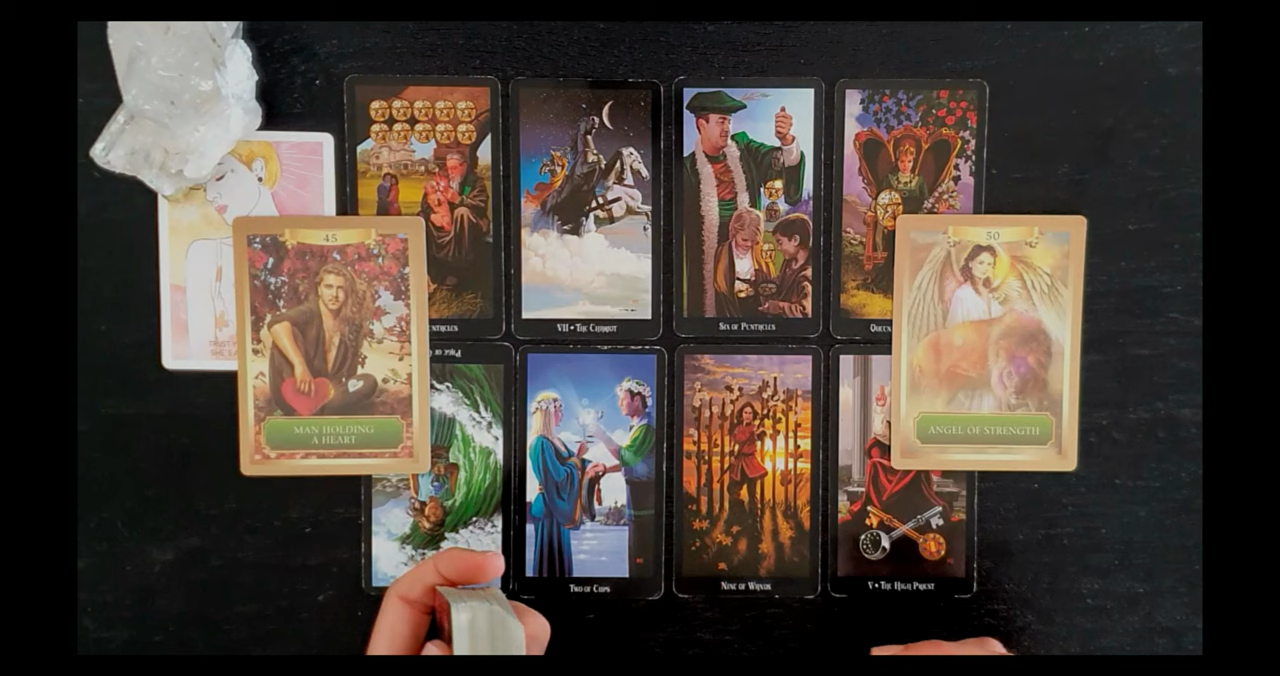 VII • THE CHARIOT
SIX OF PENTACLES
QUEEN
45
MAN HOLDING
A HEART
50
ANGEL OF STRENGTH
TWO OF CUPS
NINE OF WANDS
V • THE HIGH PRIEST